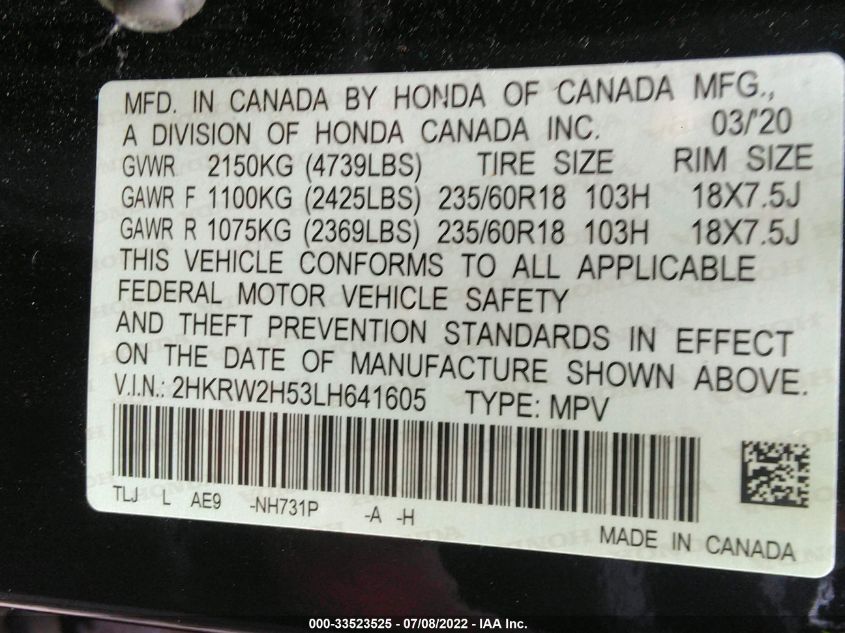 MFD. IN CANADA BY HONDA OF CANADA MFG.,
A DIVISION OF HONDA CANADA INC. 03/'20
GVWR 2150KG (4739LBS) TIRE SIZE RIM SIZE
GAWR F 1100KG (2425LBS) 235/60R18 103H 18X7.5J
GAWR R 1075KG (2369LBS) 235/60R18 103H 18X7.5J
THIS VEHICLE CONFORMS TO ALL APPLICABLE
FEDERAL MOTOR VEHICLE SAFETY
AND THEFT PREVENTION STANDARDS IN EFFECT
ON THE DATE OF MANUFACTURE SHOWN ABOVE.
V.I.N.: 2HKRW2H53LH641605 TYPE: MPV
TLJ L AE9 -NH731P -A -H
MADE IN CANADA
000-33523525 - 07/08/2022 - IAA Inc.